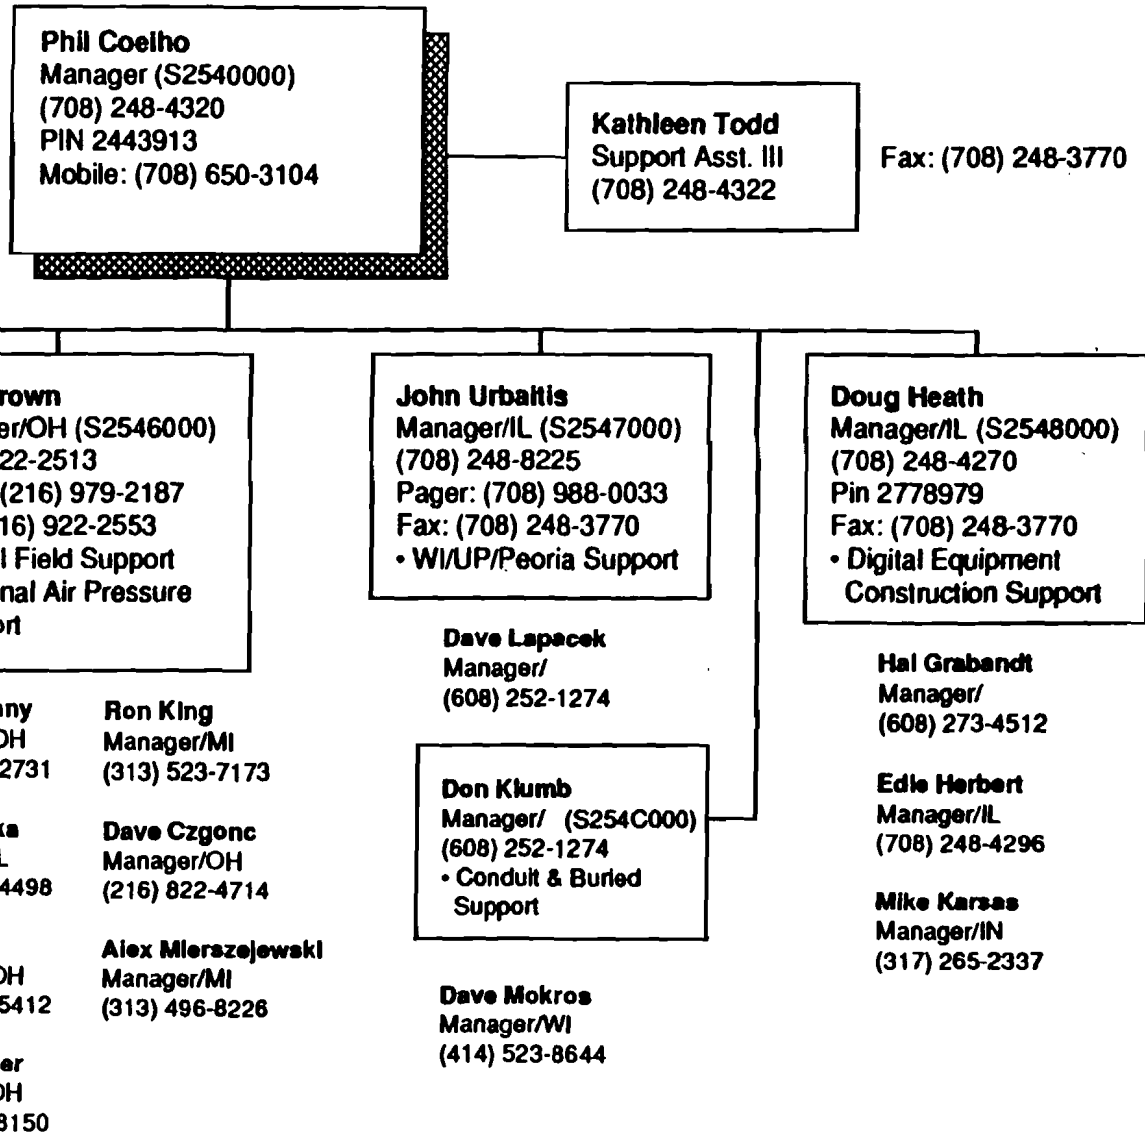 Phil Coelho
Manager (S2540000)
(708) 248-4320
PIN 2443913
Mobile: (708) 650-3104
Kathleen Todd
Support Asst. III
(708) 248-4322
Fax: (708) 248-3770
rown
er/OH (S2546000)
22-2513
(216) 979-2187
16) 922-2553
l Field Support
nal Air Pressure
ort
John Urbaitis
Manager/IL (S2547000)
(708) 248-8225
Pager: (708) 988-0033
Fax: (708) 248-3770
• WI/UP/Peoria Support
Doug Heath
Manager/IL (S2548000)
(708) 248-4270
Pin 2778979
Fax: (708) 248-3770
• Digital Equipment
Construction Support
nny
OH
2731
ka
L
4498
OH
5412
er
OH
8150
Ron King
Manager/MI
(313) 523-7173
Dave Czgonc
Manager/OH
(216) 822-4714
Alex Mierszejewski
Manager/MI
(313) 496-8226
Dave Lapacek
Manager/
(608) 252-1274
Don Klumb
Manager/ (S254C000)
(608) 252-1274
• Conduit & Buried
Support
Dave Mokros
Manager/WI
(414) 523-8644
Hal Grabandt
Manager/
(608) 273-4512
Edie Herbert
Manager/IL
(708) 248-4296
Mike Karsas
Manager/IN
(317) 265-2337